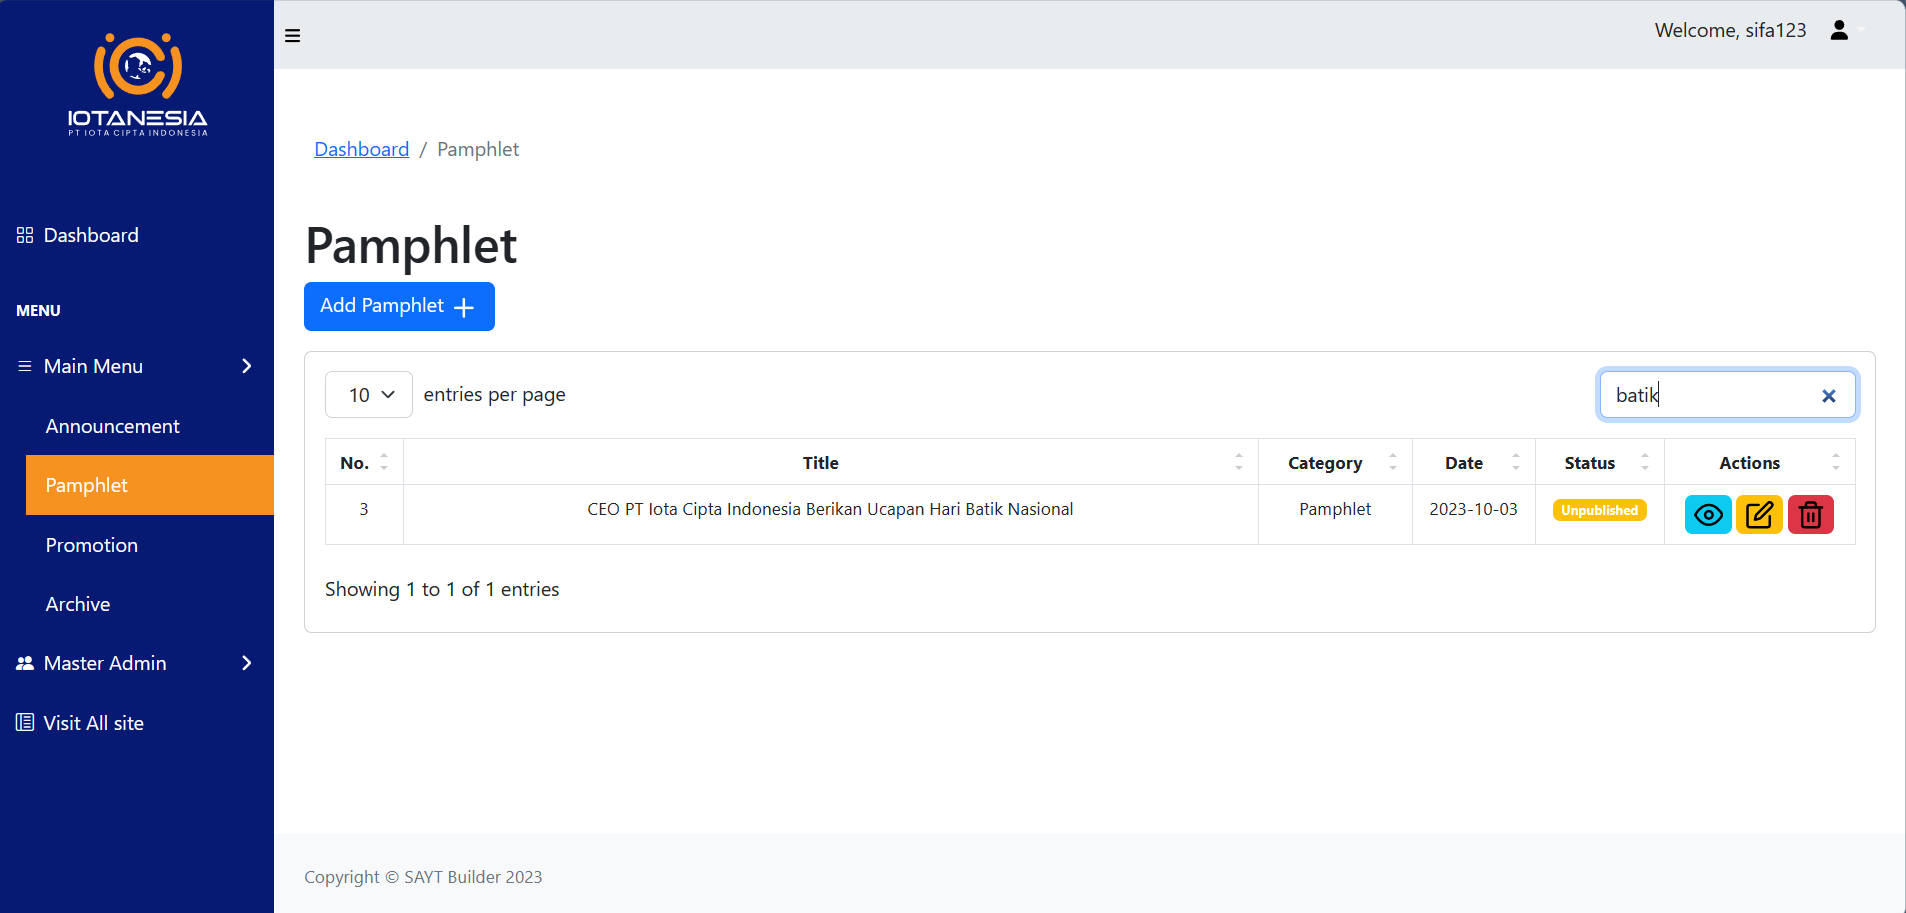 IOTANESIA
PT IOTA CIPTA INDONESIA
Welcome, sifa123
Dashboard / Pamphlet
Dashboard
MENU
Main Menu
Announcement
Pamphlet
Promotion
Archive
Master Admin
Visit All site
Pamphlet
Add Pamphlet
10 entries per page
batik
No. Title Category Date Status Actions
3 CEO PT Iota Cipta Indonesia Berikan Ucapan Hari Batik Nasional Pamphlet 2023-10-03 Unpublished
Showing 1 to 1 of 1 entries
Copyright © SAYT Builder 2023